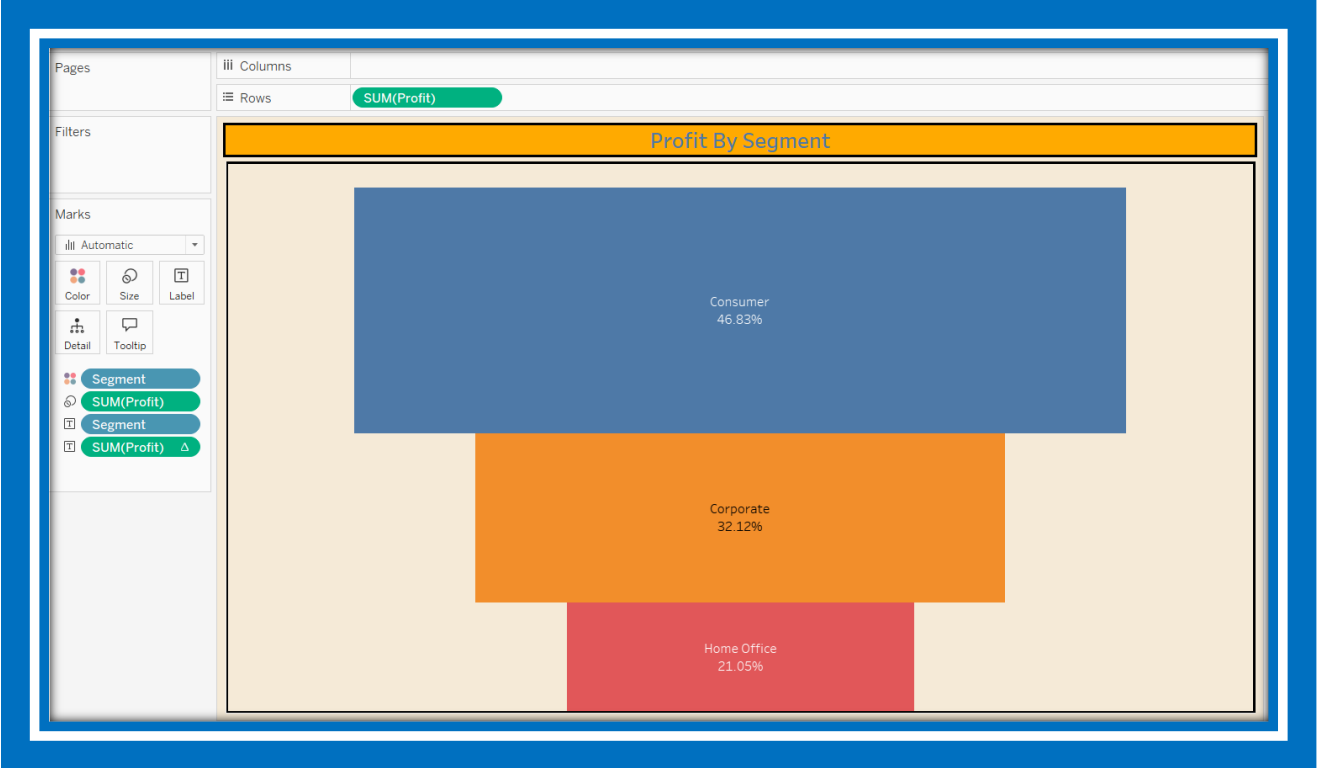 Pages
iii Columns
Rows
SUM(Profit)
Filters
Profit By Segment
Marks
Automatic
Color
Size
T
Label
Detail
Tooltip
Segment
SUM(Profit)
T Segment
T SUM(Profit) Δ
Consumer
46.83%
Corporate
32.12%
Home Office
21.05%